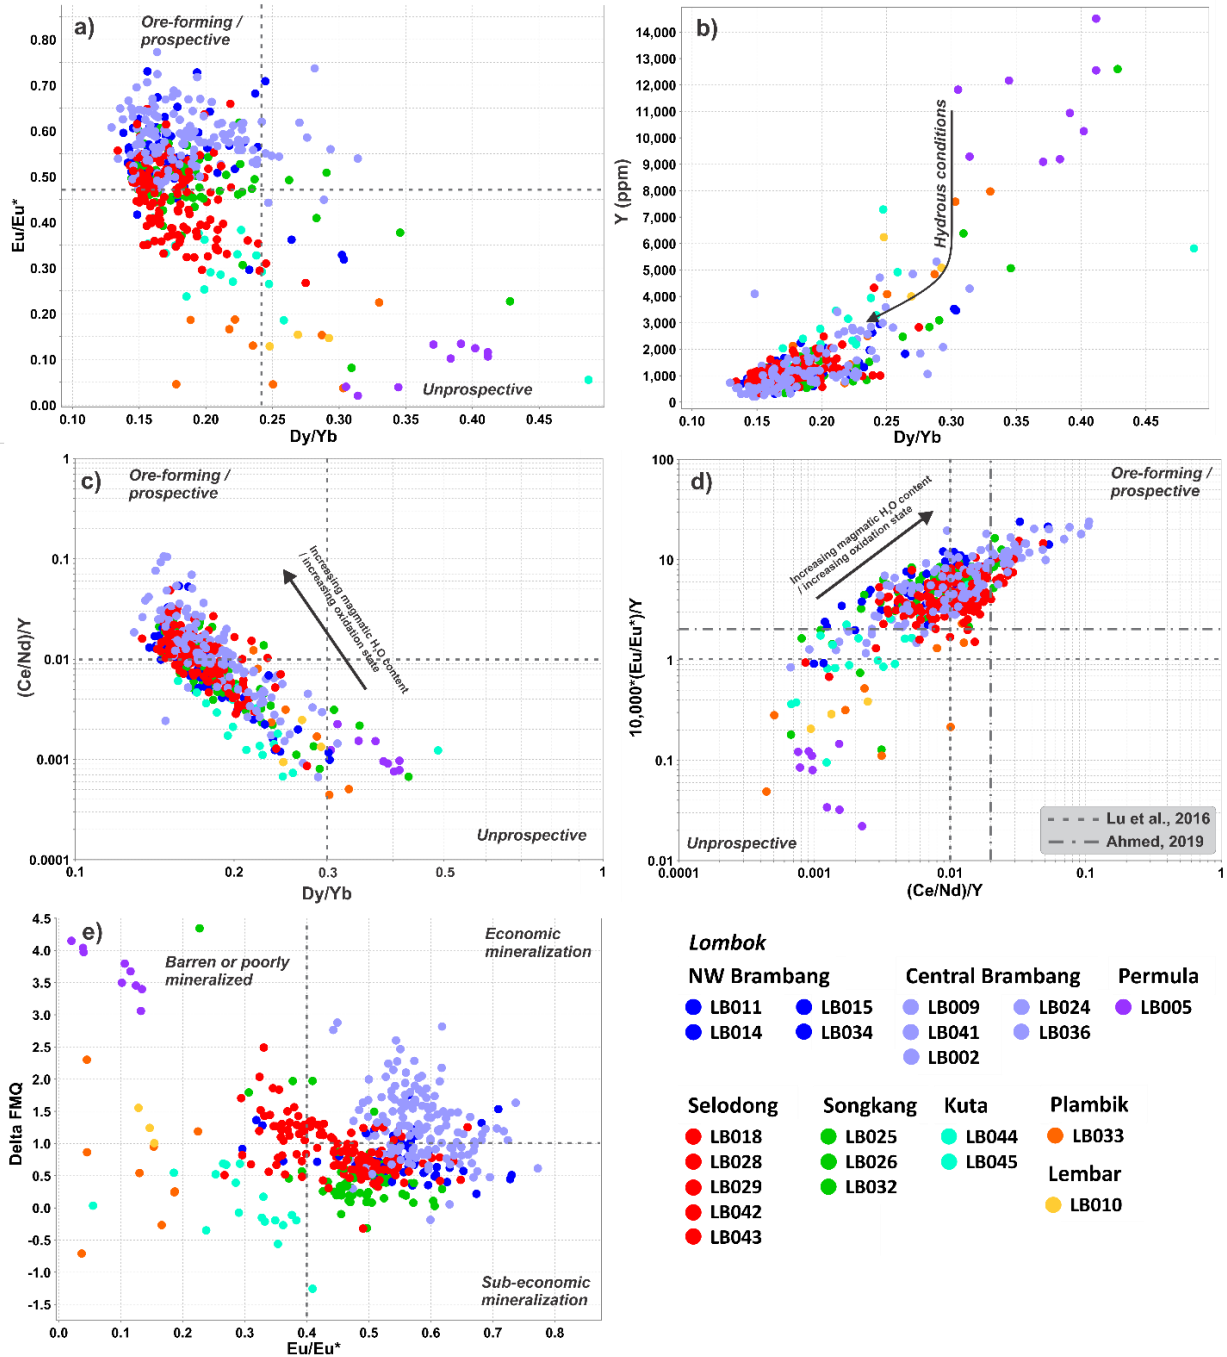 a)
Ore-forming /
prospective
0.80
0.70
0.60
0.50
0.40
0.30
0.20
0.10
0.00
Eu/Eu*
Unprospective
0.10
0.15
0.20
0.25
0.30
0.35
0.40
0.45
Dy/Yb
b)
14,000
13,000
12,000
11,000
10,000
9,000
8,000
7,000
6,000
5,000
4,000
3,000
2,000
1,000
0
Y (ppm)
Hydrous conditions
0.10
0.15
0.20
0.25
0.30
0.35
0.40
0.45
Dy/Yb
c)
Ore-forming /
prospective
1
0.1
0.01
0.001
0.0001
(Ce/Nd)/Y
Increasing magmatic H2O content
/ increasing oxidation state
Unprospective
0.1
0.2
0.3
0.5
1
Dy/Yb
d)
Ore-forming /
prospective
100
10
1
0.1
0.01
10,000*(Eu/Eu*)/Y
Increasing magmatic H2O content
/ increasing oxidation state
Unprospective
Lu et al., 2016
Ahmed, 2019
0.0001
0.001
0.01
0.1
1
(Ce/Nd)/Y
e)
Barren or poorly
mineralized
Economic
mineralization
4.5
4.0
3.5
3.0
2.5
2.0
1.5
1.0
0.5
0.0
-0.5
-1.0
-1.5
Delta FMQ
Sub-economic
mineralization
0.0
0.1
0.2
0.3
0.4
0.5
0.6
0.7
0.8
Eu/Eu*
Lombok
NW Brambang
LB011
LB015
LB014
LB034
Central Brambang
LB009
LB024
LB041
LB036
LB002
Permula
LB005
Selodong
LB018
LB028
LB029
LB042
LB043
Songkang
LB025
LB026
LB032
Kuta
LB044
LB045
Plambik
LB033
Lembar
LB010